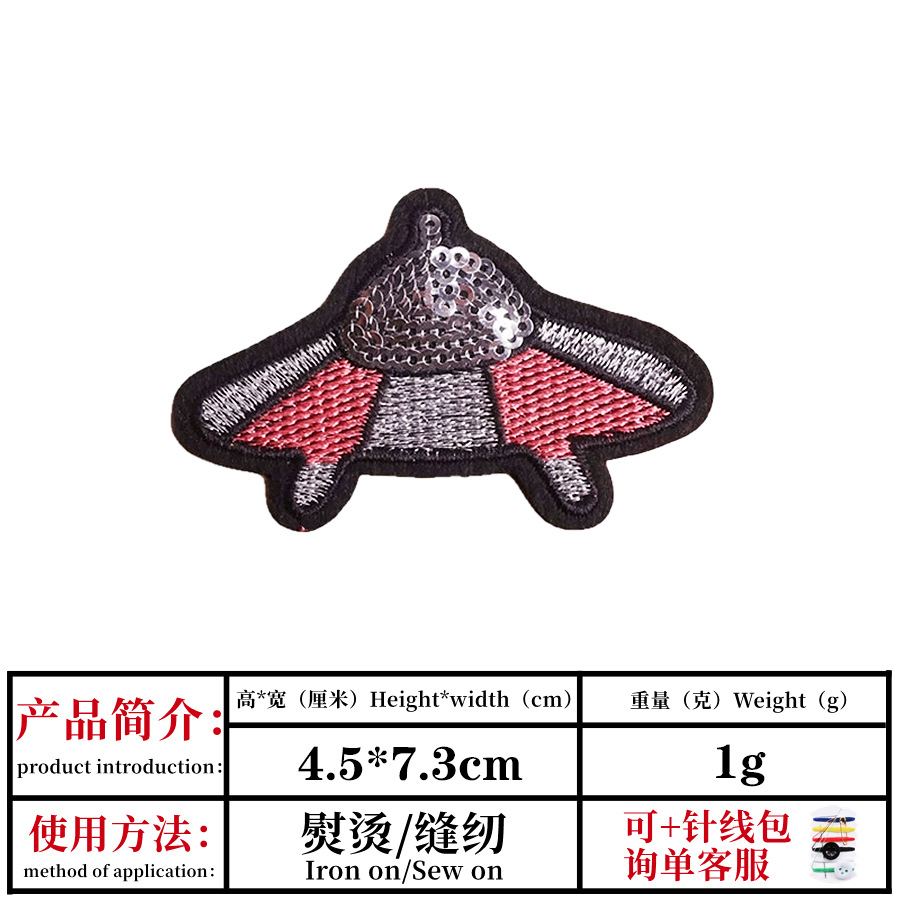 产品简介：
product introduction:
高*宽（厘米）Height*width（cm）
重量（克）Weight（g）
4.5*7.3cm
1g
使用方法：
method of application:
熨烫/缝纫
Iron on/Sew on
可+针线包
询单客服